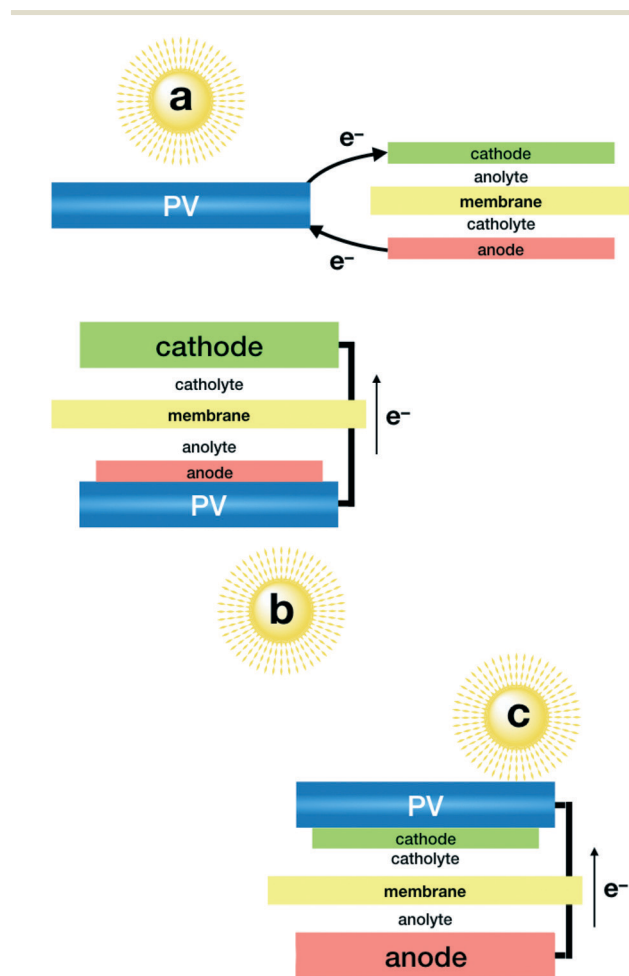 a
e⁻
cathode
anolyte
PV
membrane
catholyte
e⁻
anode
cathode
catholyte
membrane
e⁻
anolyte
anode
PV
b
c
PV
cathode
catholyte
membrane
e⁻
anolyte
anode